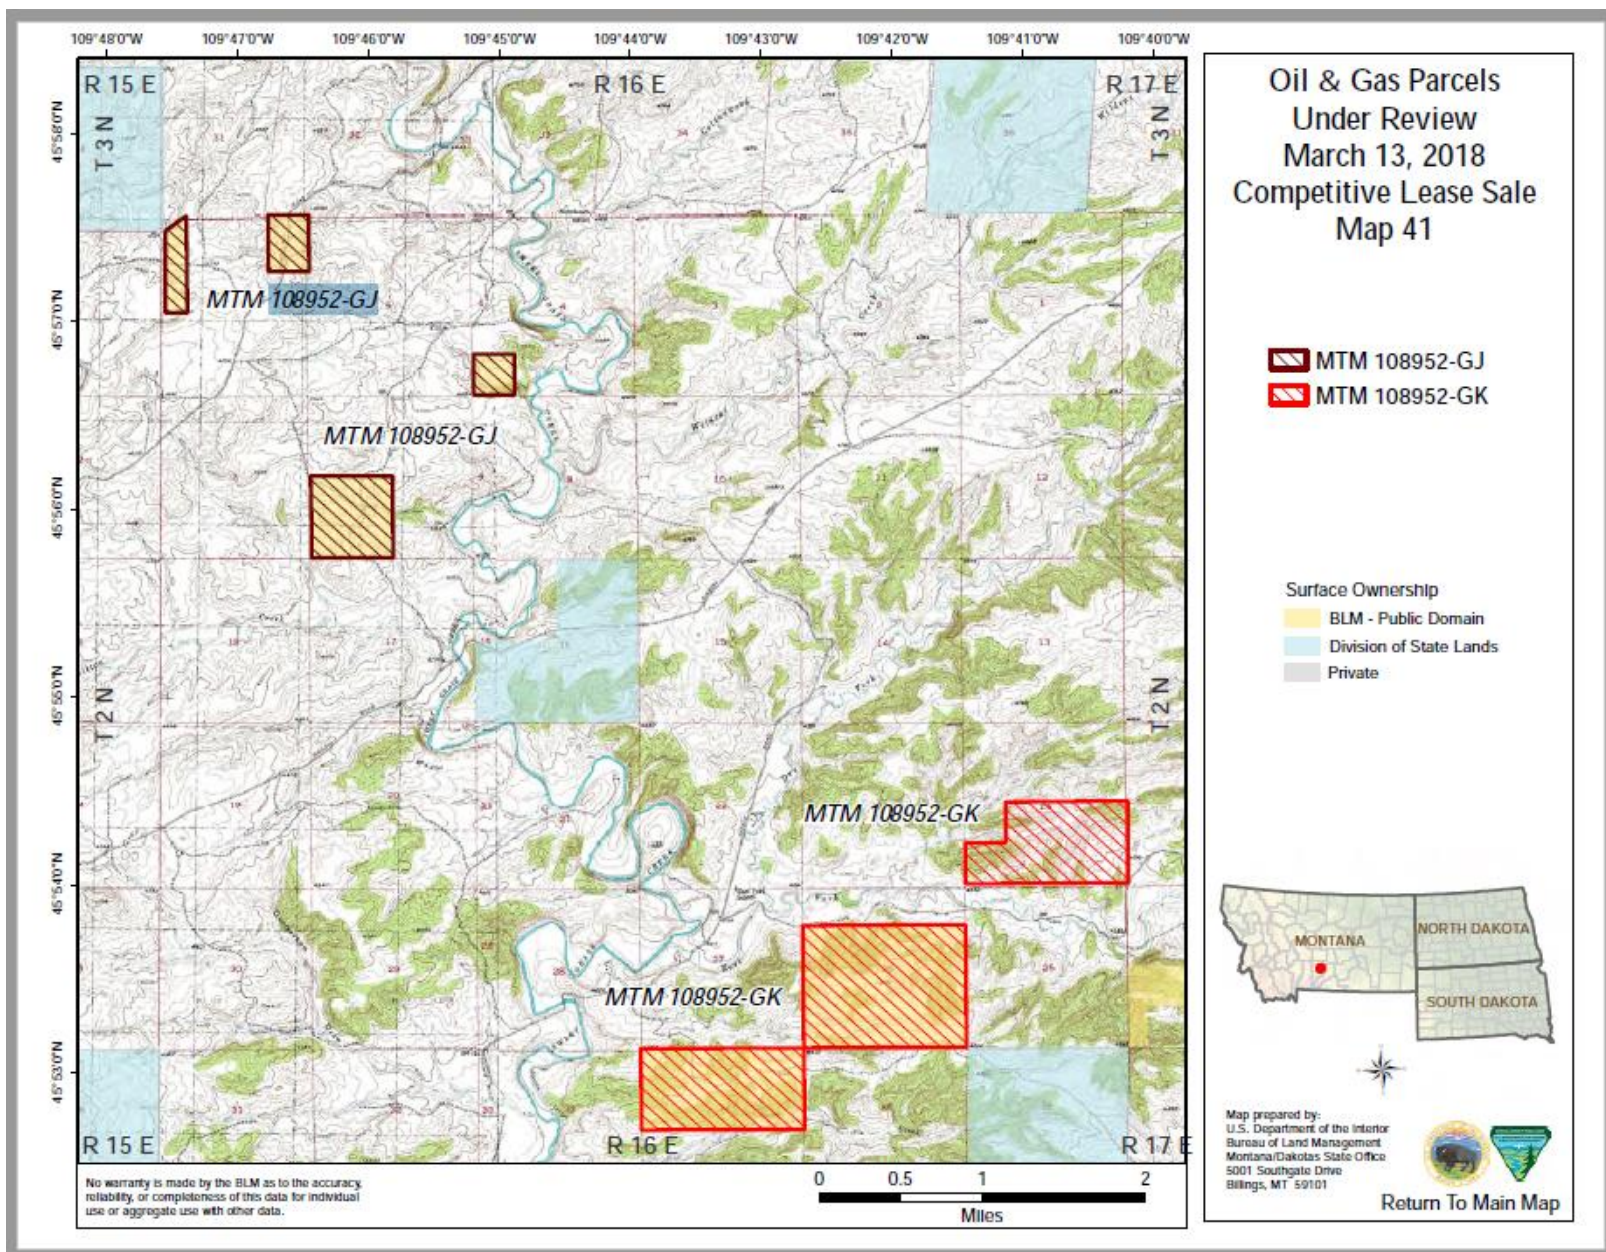 109°48'0"W 109°47'0"W 109°46'0"W 109°45'0"W 109°44'0"W 109°43'0"W 109°42'0"W 109°41'0"W 109°40'0"W
R 15 E R 16 E R 17 E
T 3 N T 3 N
45°58'0"N
45°57'0"N
45°56'0"N
45°55'0"N
45°54'0"N
45°53'0"N
MTM 108952-GJ
MTM 108952-GJ
T 2 N T 2 N
MTM 108952-GK
MTM 108952-GK
R 15 E R 16 E R 17 E
No warranty is made by the BLM as to the accuracy,
reliability, or completeness of this data for individual
use or aggregate use with other data.
0 0.5 1 2
Miles
Oil & Gas Parcels
Under Review
March 13, 2018
Competitive Lease Sale
Map 41
MTM 108952-GJ
MTM 108952-GK
Surface Ownership
BLM - Public Domain
Division of State Lands
Private
MONTANA
NORTH DAKOTA
SOUTH DAKOTA
Map prepared by:
U.S. Department of the Interior
Bureau of Land Management
Montana/Dakotas State Office
5001 Southgate Drive
Billings, MT 59101
Return To Main Map